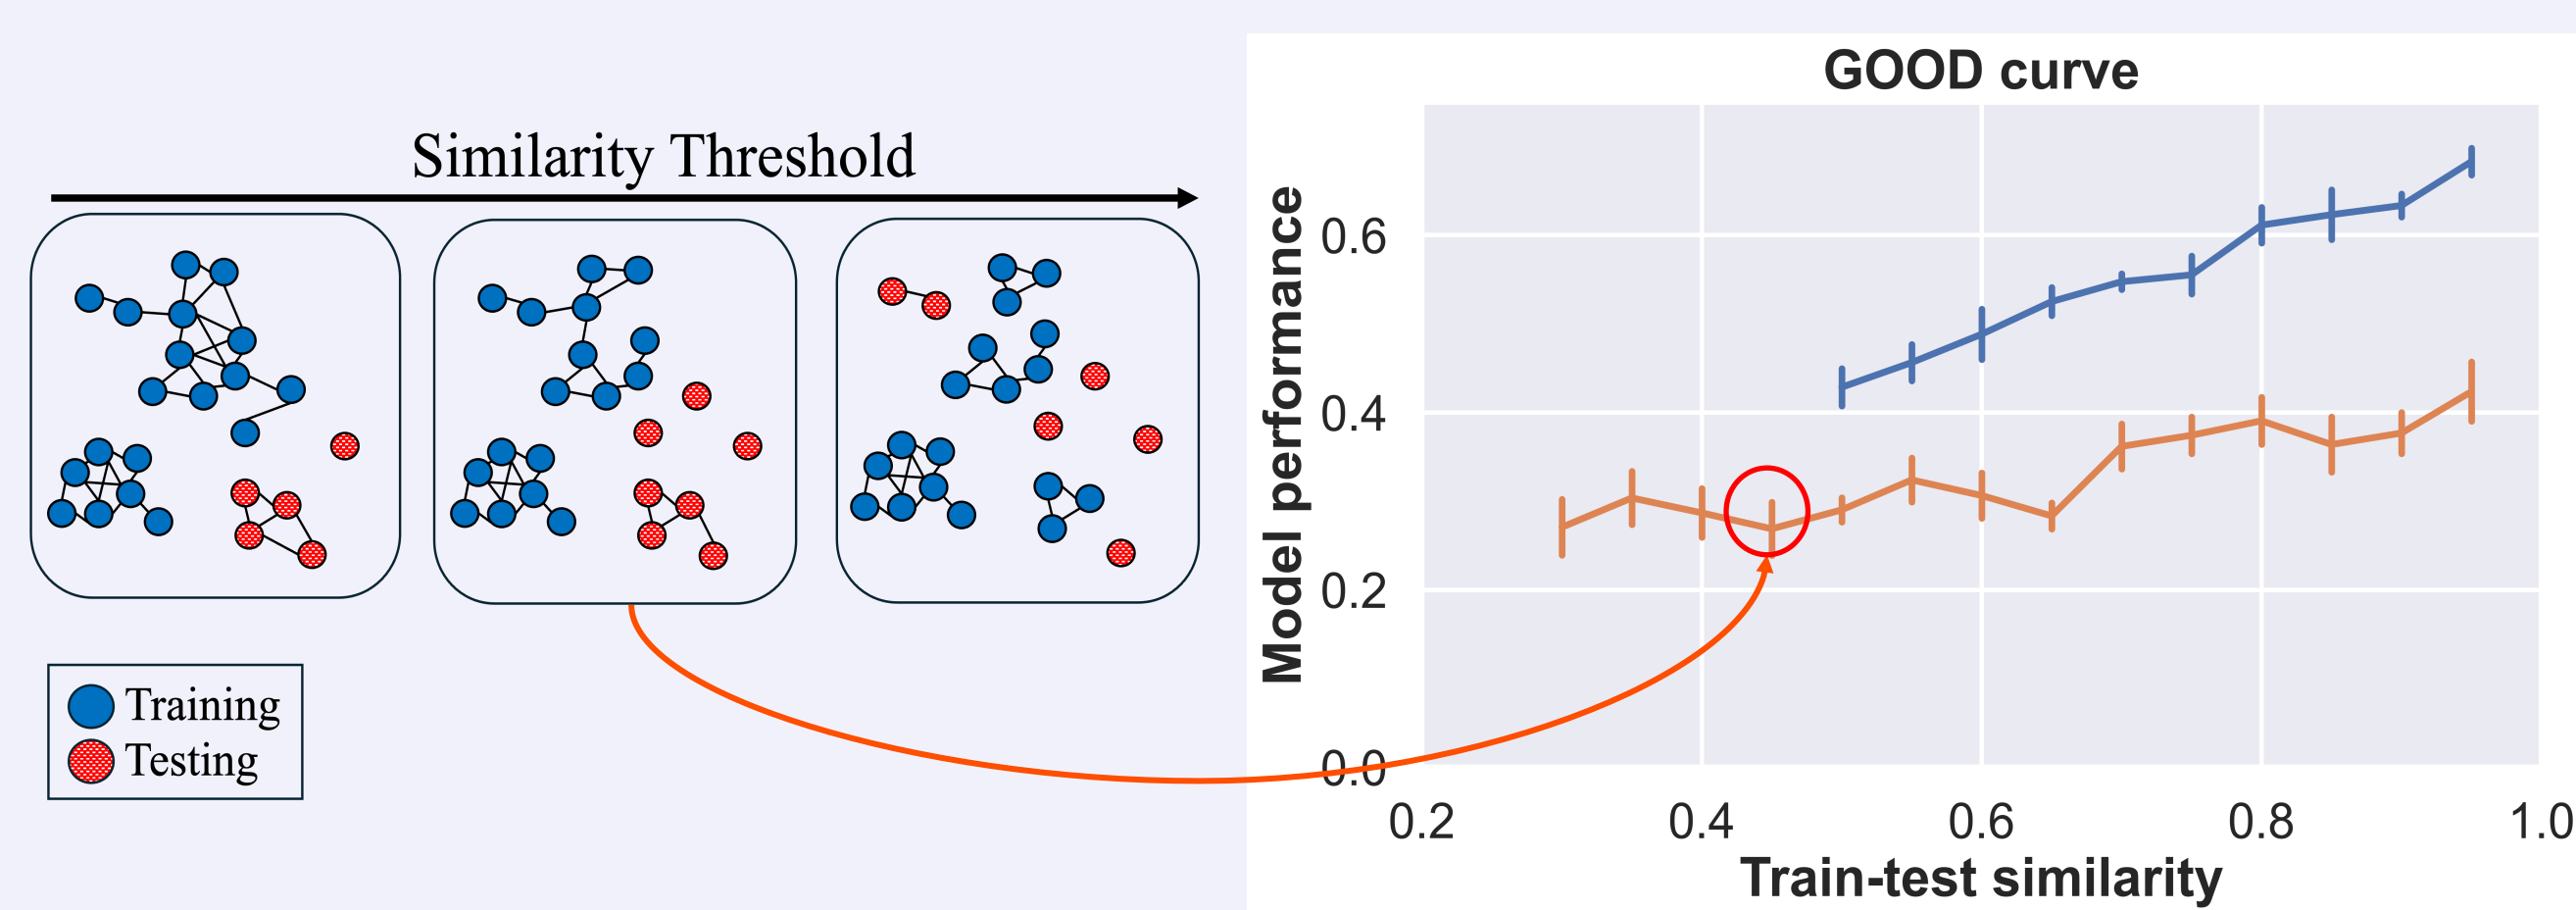 Similarity Threshold
Training
Testing
GOOD curve
Model performance
0.6
0.4
0.2
0.0
0.2 0.4 0.6 0.8 1.0
Train-test similarity